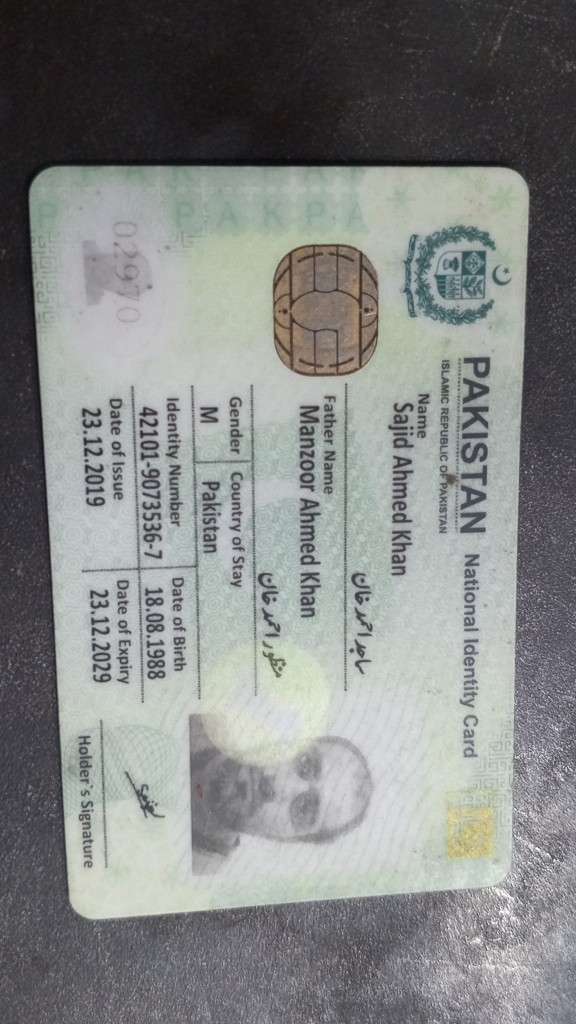 PAKISTAN National Identity Card
ISLAMIC REPUBLIC OF PAKISTAN
Name
Sajid Ahmed Khan
ساجد احمد خان
Father Name
Manzoor Ahmed Khan
منظور احمد خان
Gender Country of Stay
M Pakistan
Identity Number Date of Birth
42101-9073536-7 18.08.1988
Date of Issue Date of Expiry
23.12.2019 23.12.2029
Holder's Signature
02970
PAKPA